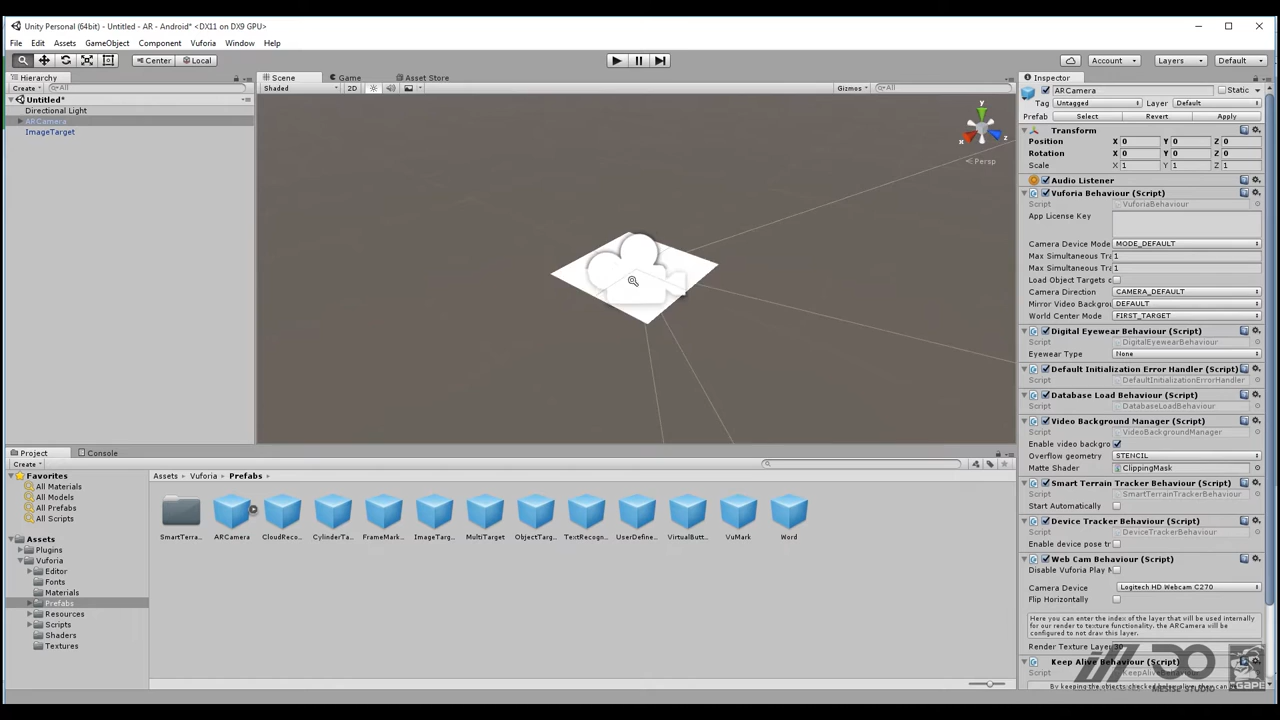 Unity Personal (64bit) - Untitled - AR - Android* <DX11 on DX9 GPU>
File Edit Assets GameObject Component Vuforia Window Help
Center Local
Account Layers Default
Hierarchy
Create All
Untitled*
Directional Light
ARCamera
ImageTarget
Scene Game Asset Store
Shaded 2D Gizmos All
y
x z
Persp
Inspector
ARCamera Static
Tag Untagged Layer Default
Prefab Select Revert Apply
Transform
Position X 0 Y 0 Z 0
Rotation X 0 Y 0 Z 0
Scale X 1 Y 1 Z 1
Audio Listener
Vuforia Behaviour (Script)
Script VuforiaBehaviour
App License Key
Camera Device Mode MODE_DEFAULT
Max Simultaneous Tra 1
Max Simultaneous Tra 1
Load Object Targets c
Camera Direction CAMERA_DEFAULT
Mirror Video Backgrou DEFAULT
World Center Mode FIRST_TARGET
Digital Eyewear Behaviour (Script)
Script DigitalEyewearBehaviour
Eyewear Type None
Default Initialization Error Handler (Script)
Script DefaultInitializationErrorHandler
Database Load Behaviour (Script)
Script DatabaseLoadBehaviour
Video Background Manager (Script)
Script VideoBackgroundManager
Enable video backgro
Overflow geometry STENCIL
Matte Shader ClippingMask
Smart Terrain Tracker Behaviour (Script)
Script SmartTerrainTrackerBehaviour
Start Automatically
Device Tracker Behaviour (Script)
Script DeviceTrackerBehaviour
Enable device pose tr
Web Cam Behaviour (Script)
Disable Vuforia Play M
Camera Device Logitech HD Webcam C270
Flip Horizontally
Here you can enter the index of the layer that will be used internally
for our render to texture functionality. the ARCamera will be
configured to not draw this layer.
Render Texture Layer 30
Keep Alive Behaviour (Script)
Script KeepAliveBehaviour
MESISE STUDIO
GAPE
Project Console
Create
Favorites
All Materials
All Models
All Prefabs
All Scripts
Assets
Plugins
Vuforia
Editor
Fonts
Materials
Prefabs
Resources
Scripts
Shaders
Textures
Assets Vuforia Prefabs
SmartTerra... ARCamera CloudReco... CylinderTa... FrameMark... ImageTarg... MultiTarget ObjectTarg... TextRecogn... UserDefine... VirtualButt... VuMark Word